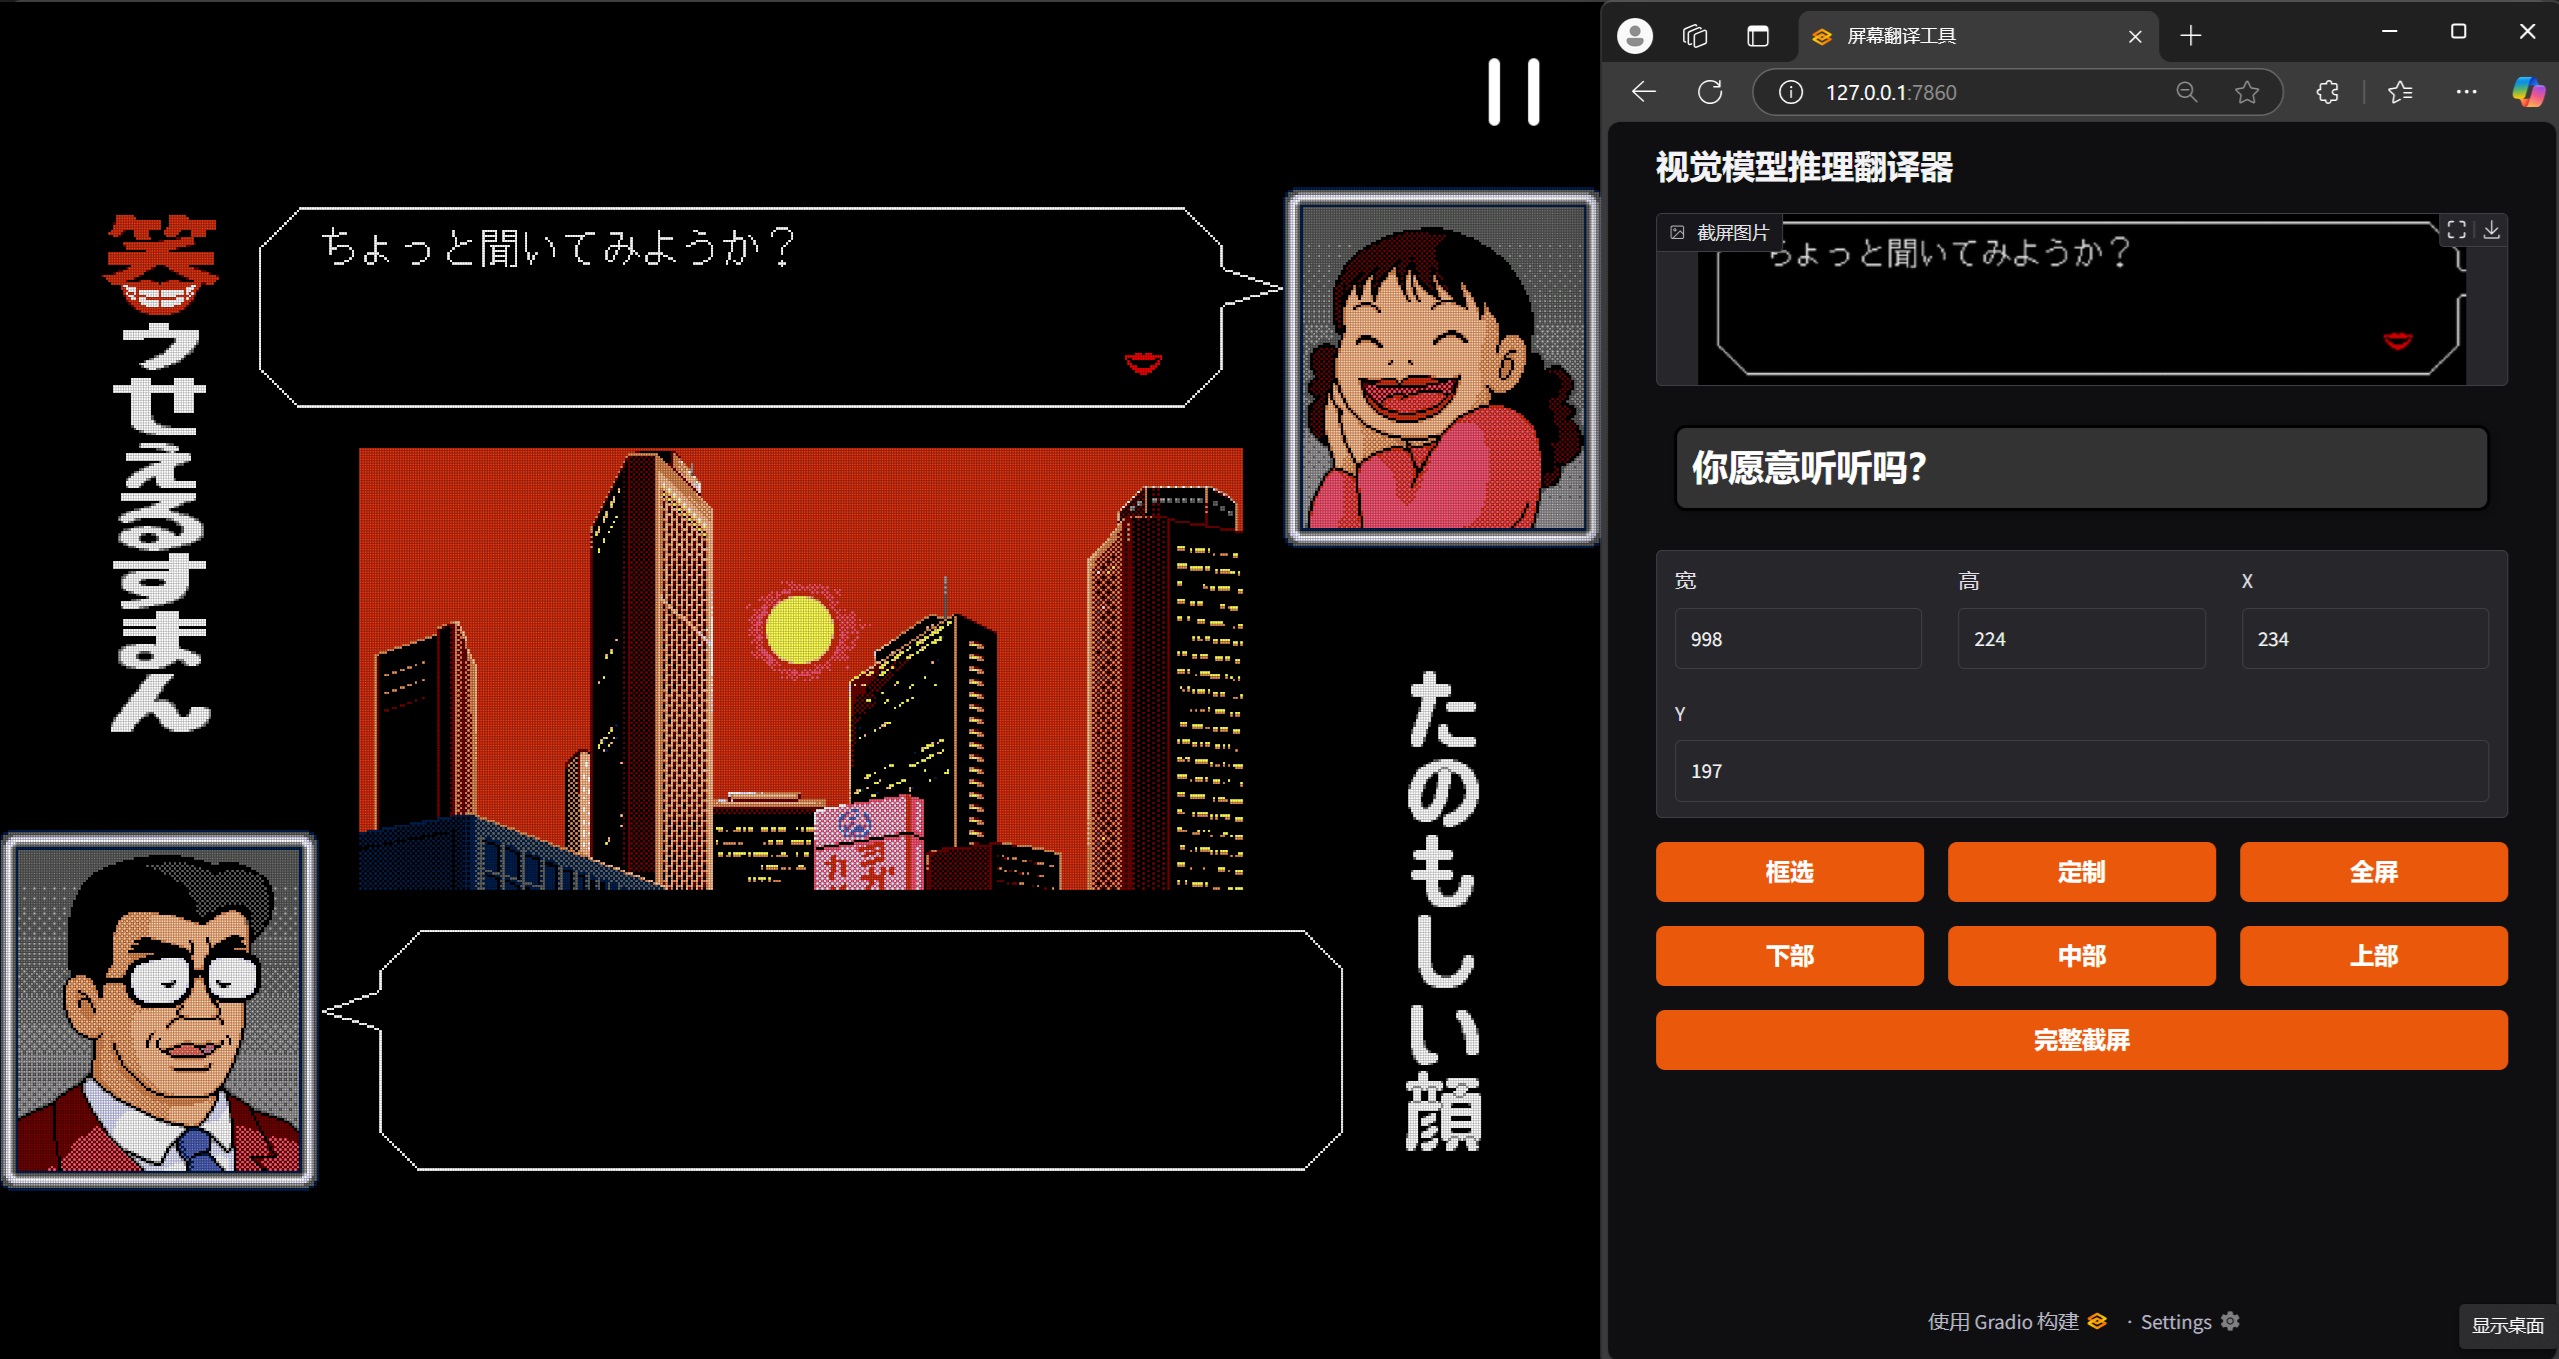 ちょっと聞いてみようか？
笑ゥせぇるすまん
たのもしい顔
屏幕翻译工具
127.0.0.1:7860
视觉模型推理翻译器
截屏图片
ちょっと聞いてみようか？
你愿意听听吗？
宽
高
X
998
224
234
Y
197
框选
定制
全屏
下部
中部
上部
完整截屏
使用 Gradio 构建 · Settings
显示桌面